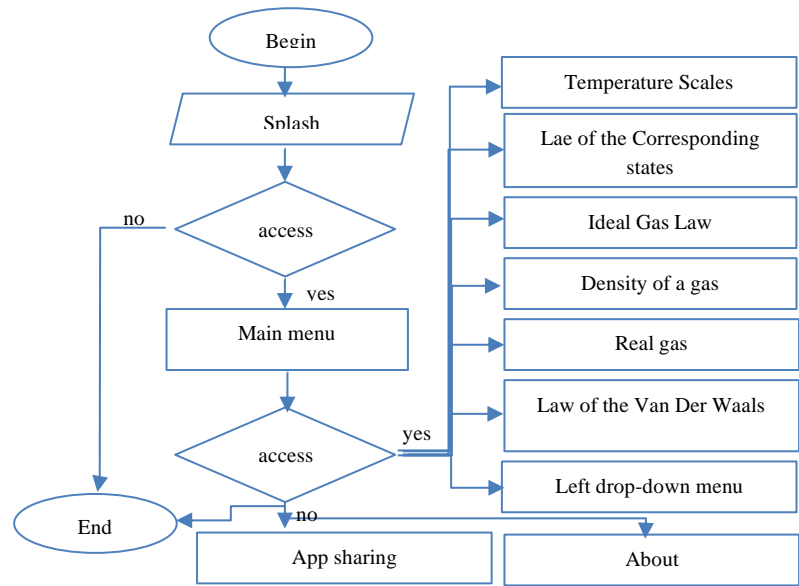 Begin
Splash
access
no
yes
Main menu
access
yes
no
End
App sharing
About
Temperature Scales
Lae of the Corresponding
states
Ideal Gas Law
Density of a gas
Real gas
Law of the Van Der Waals
Left drop-down menu